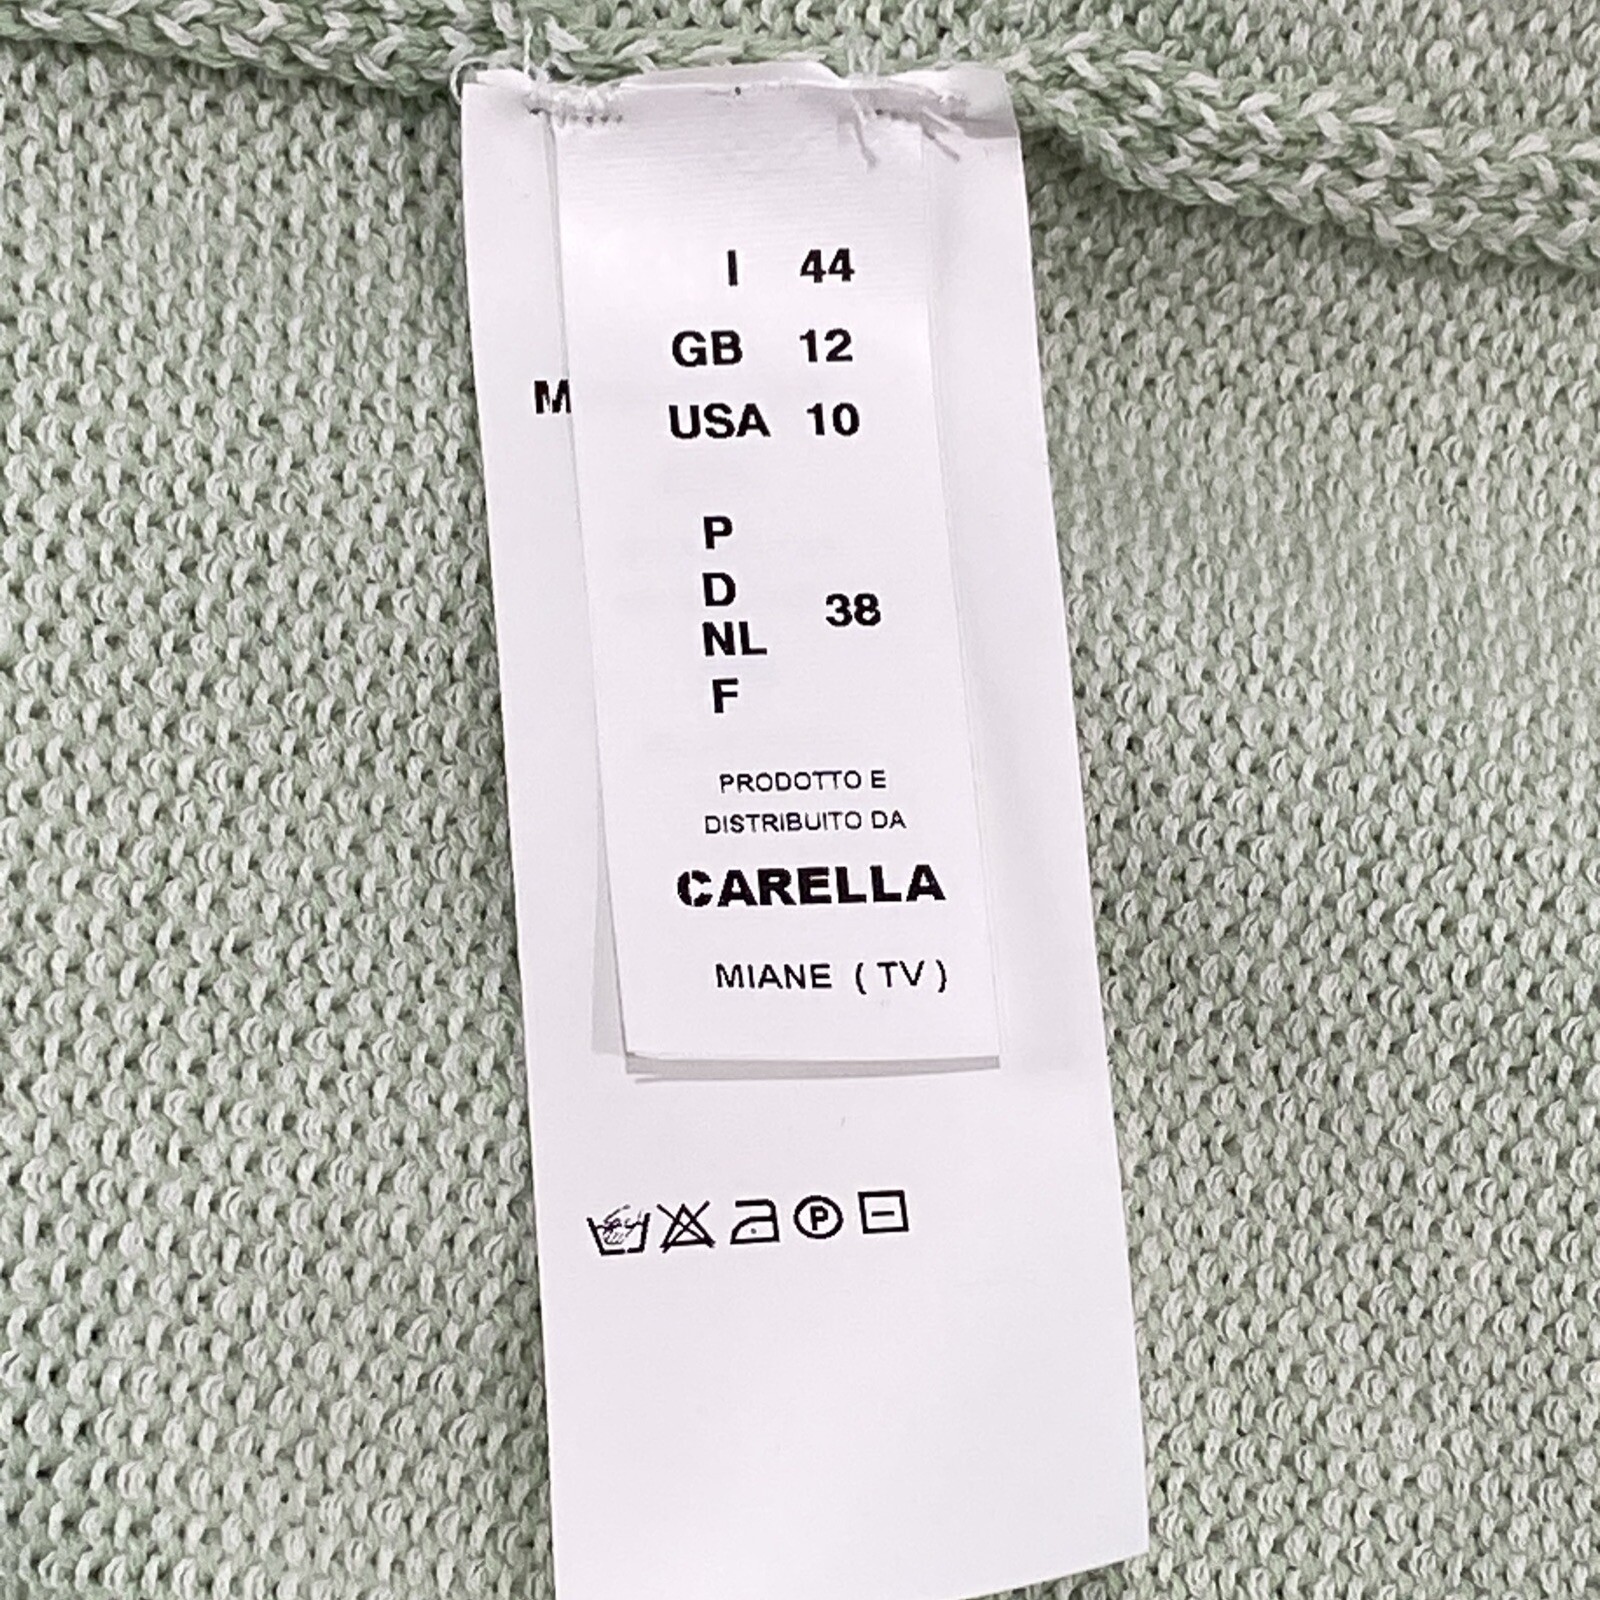 I 44
GB 12
M
USA 10
P
D
38
NL
F
PRODOTTO E
DISTRIBUITO DA
CARELLA
MIANE ( TV )
P